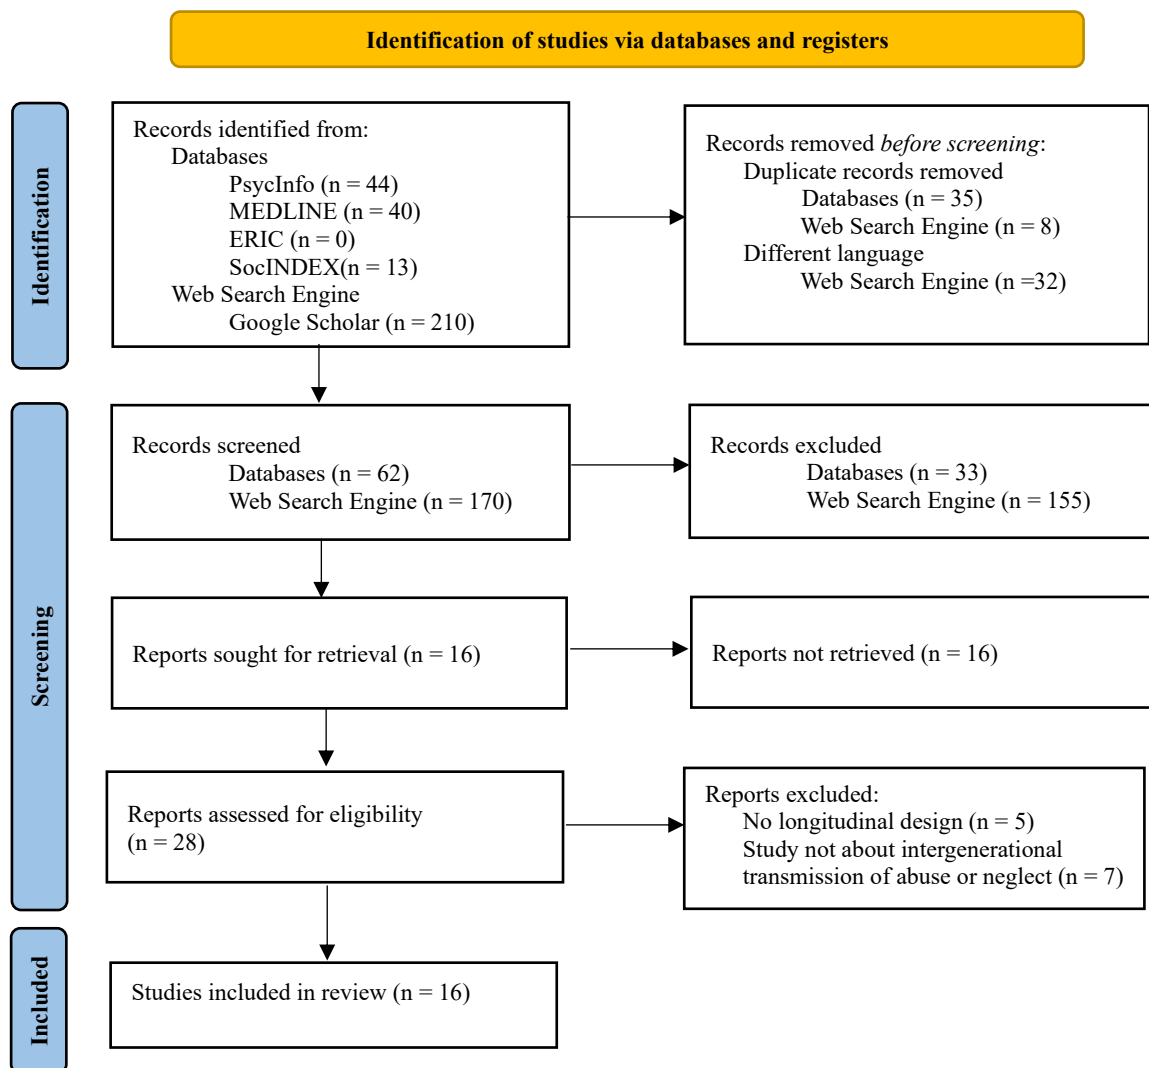 Identification of studies via databases and registers
Identification
Records identified from:
Databases
PsycInfo (n = 44)
MEDLINE (n = 40)
ERIC (n = 0)
SocINDEX(n = 13)
Web Search Engine
Google Scholar (n = 210)
Records removed before screening:
Duplicate records removed
Databases (n = 35)
Web Search Engine (n = 8)
Different language
Web Search Engine (n =32)
Screening
Records screened
Databases (n = 62)
Web Search Engine (n = 170)
Records excluded
Databases (n = 33)
Web Search Engine (n = 155)
Reports sought for retrieval (n = 16)
Reports not retrieved (n = 16)
Reports assessed for eligibility
(n = 28)
Reports excluded:
No longitudinal design (n = 5)
Study not about intergenerational
transmission of abuse or neglect (n = 7)
Included
Studies included in review (n = 16)